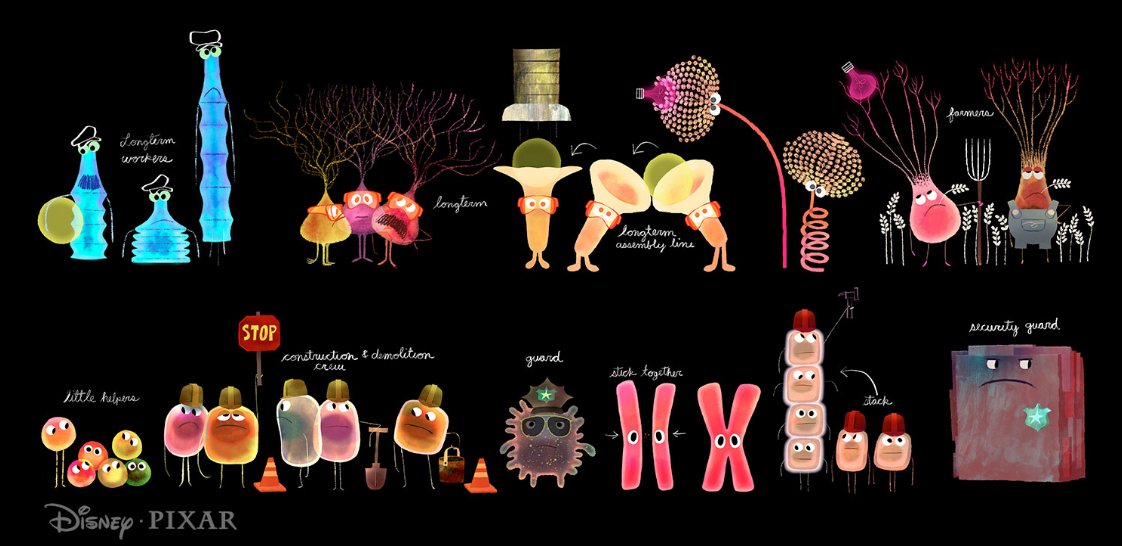 Longterm
workers
longterm
longterm
assembly line
farmers
STOP
construction & demolition
crew
little helpers
guard
stick together
stack
security guard
Disney · PIXAR